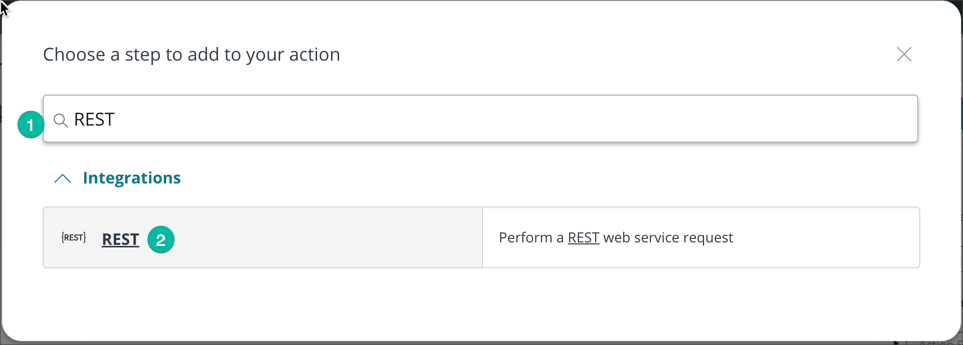 Choose a step to add to your action
1
REST
Integrations
{REST} REST 2 Perform a REST web service request